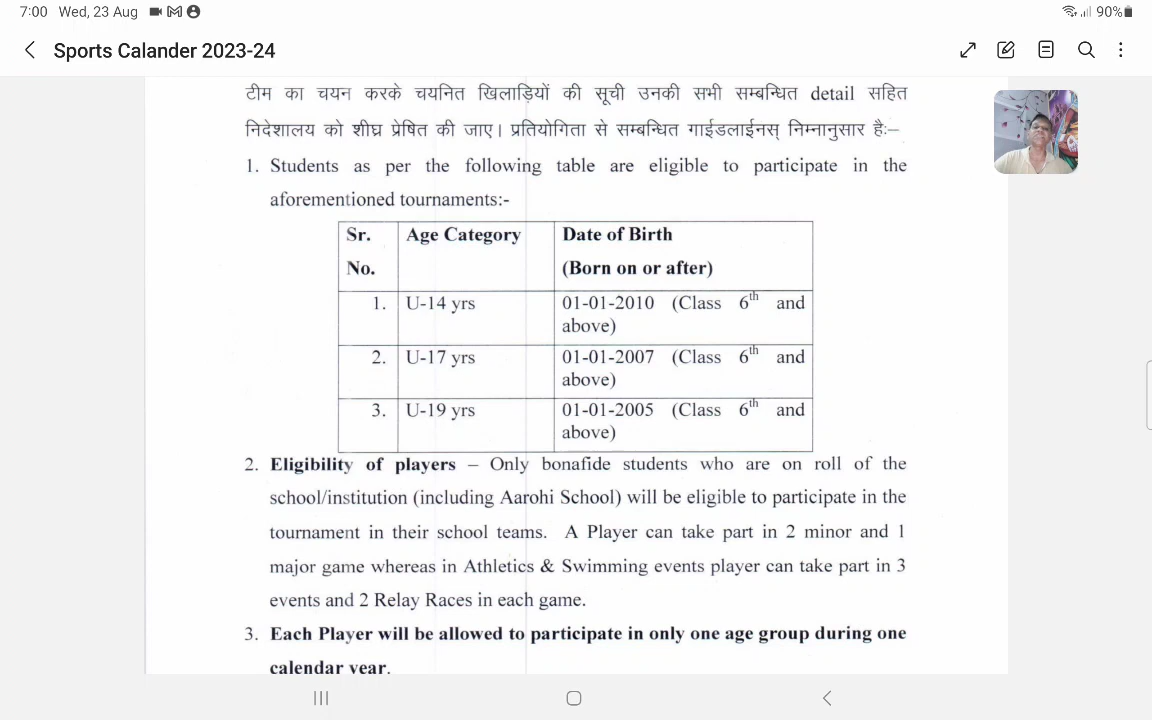 7:00 Wed, 23 Aug
90%
Sports Calander 2023-24
टीम का चयन करके चयनित खिलाड़ियों की सूची उनकी सभी सम्बन्धित detail सहित
निदेशालय को शीघ्र प्रेषित की जाए। प्रतियोगिता से सम्बन्धित गाईडलाईनस् निम्नानुसार है:–
1. Students as per the following table are eligible to participate in the
aforementioned tournaments:-
Sr. Age Category Date of Birth
No. (Born on or after)
1. U-14 yrs 01-01-2010 (Class 6th and
above)
2. U-17 yrs 01-01-2007 (Class 6th and
above)
3. U-19 yrs 01-01-2005 (Class 6th and
above)
2. Eligibility of players – Only bonafide students who are on roll of the
school/institution (including Aarohi School) will be eligible to participate in the
tournament in their school teams. A Player can take part in 2 minor and 1
major game whereas in Athletics & Swimming events player can take part in 3
events and 2 Relay Races in each game.
3. Each Player will be allowed to participate in only one age group during one
calendar year.